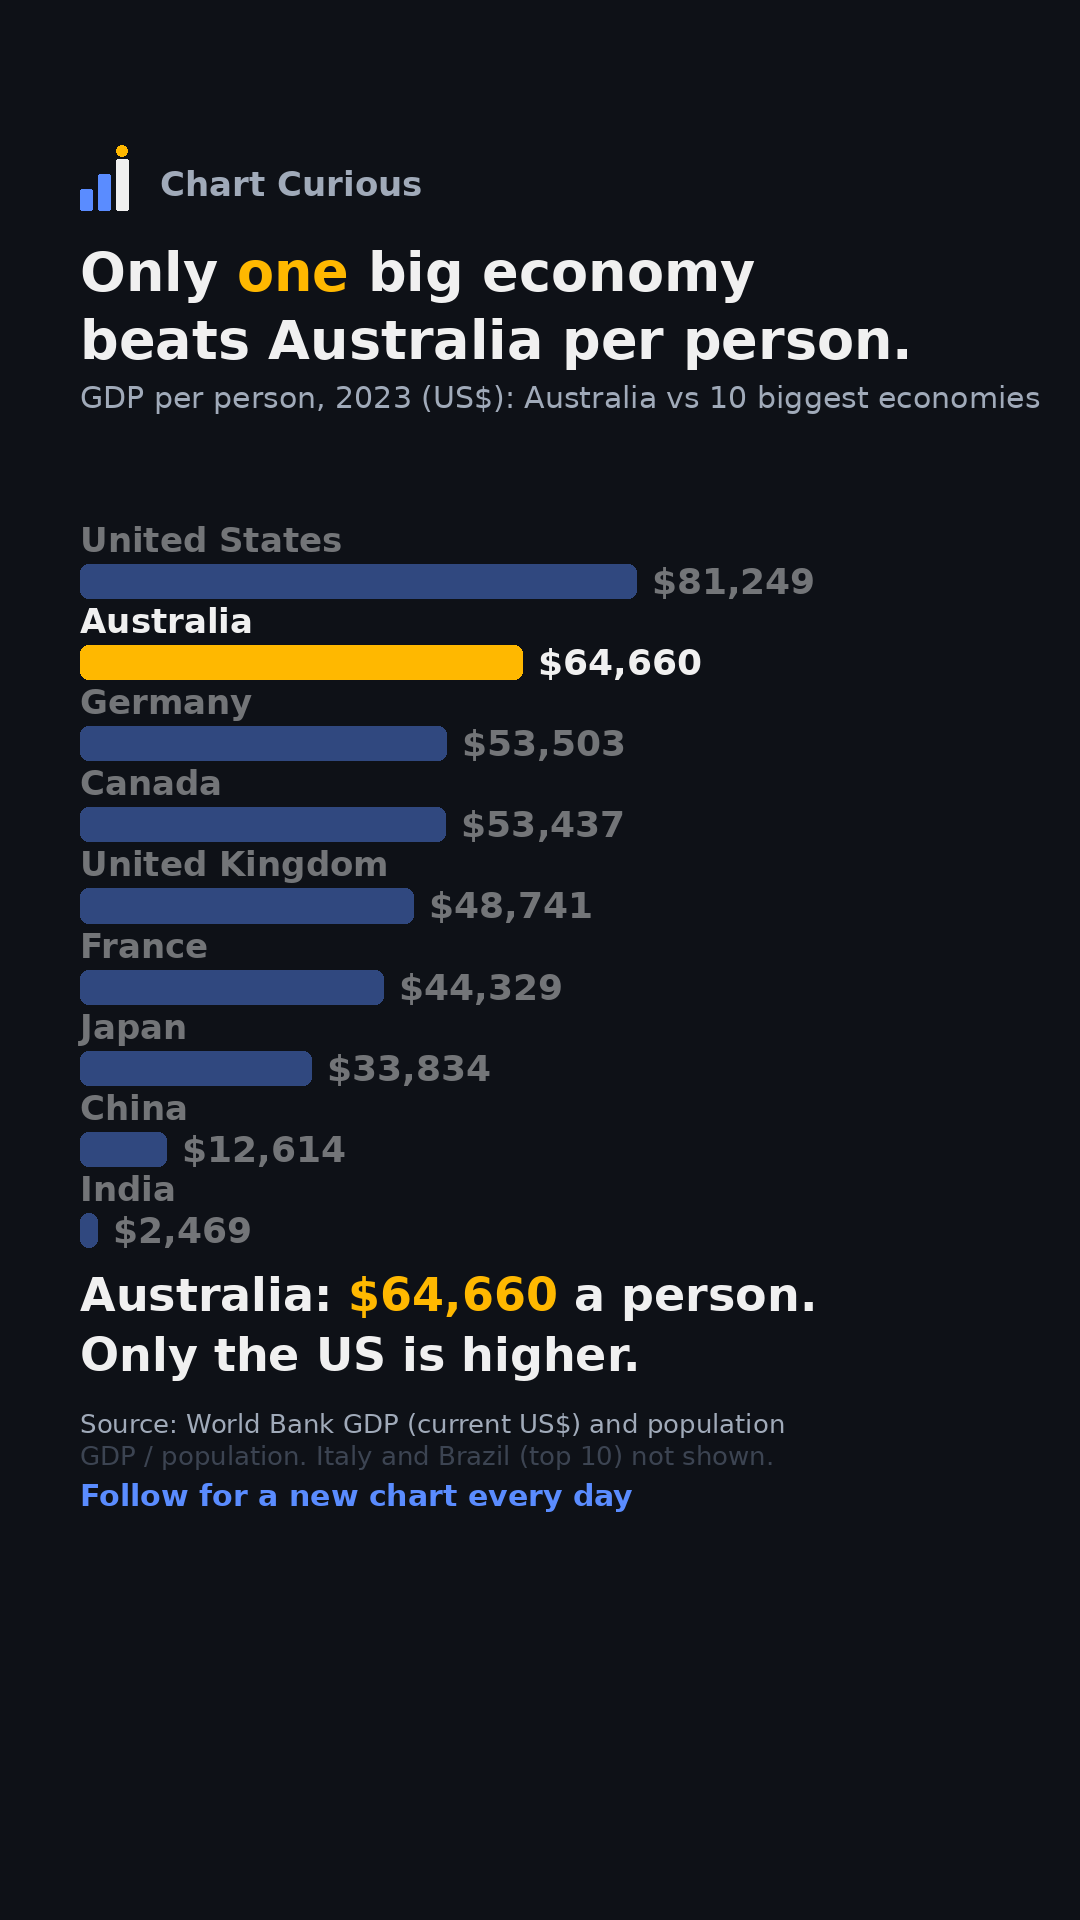 Chart Curious
Only one big economy
beats Australia per person.
GDP per person, 2023 (US$): Australia vs 10 biggest economies
United States
$81,249
Australia
$64,660
Germany
$53,503
Canada
$53,437
United Kingdom
$48,741
France
$44,329
Japan
$33,834
China
$12,614
India
$2,469
Australia: $64,660 a person.
Only the US is higher.
Source: World Bank GDP (current US$) and population
GDP / population. Italy and Brazil (top 10) not shown.
Follow for a new chart every day